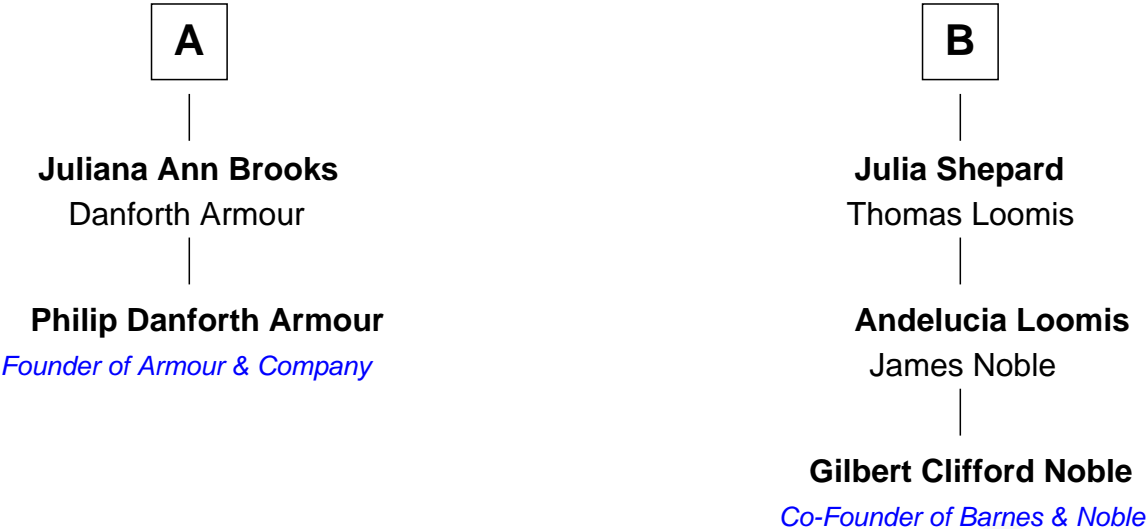 A
Juliana Ann Brooks
Danforth Armour
Philip Danforth Armour
Founder of Armour & Company
B
Julia Shepard
Thomas Loomis
Andelucia Loomis
James Noble
Gilbert Clifford Noble
Co-Founder of Barnes & Noble